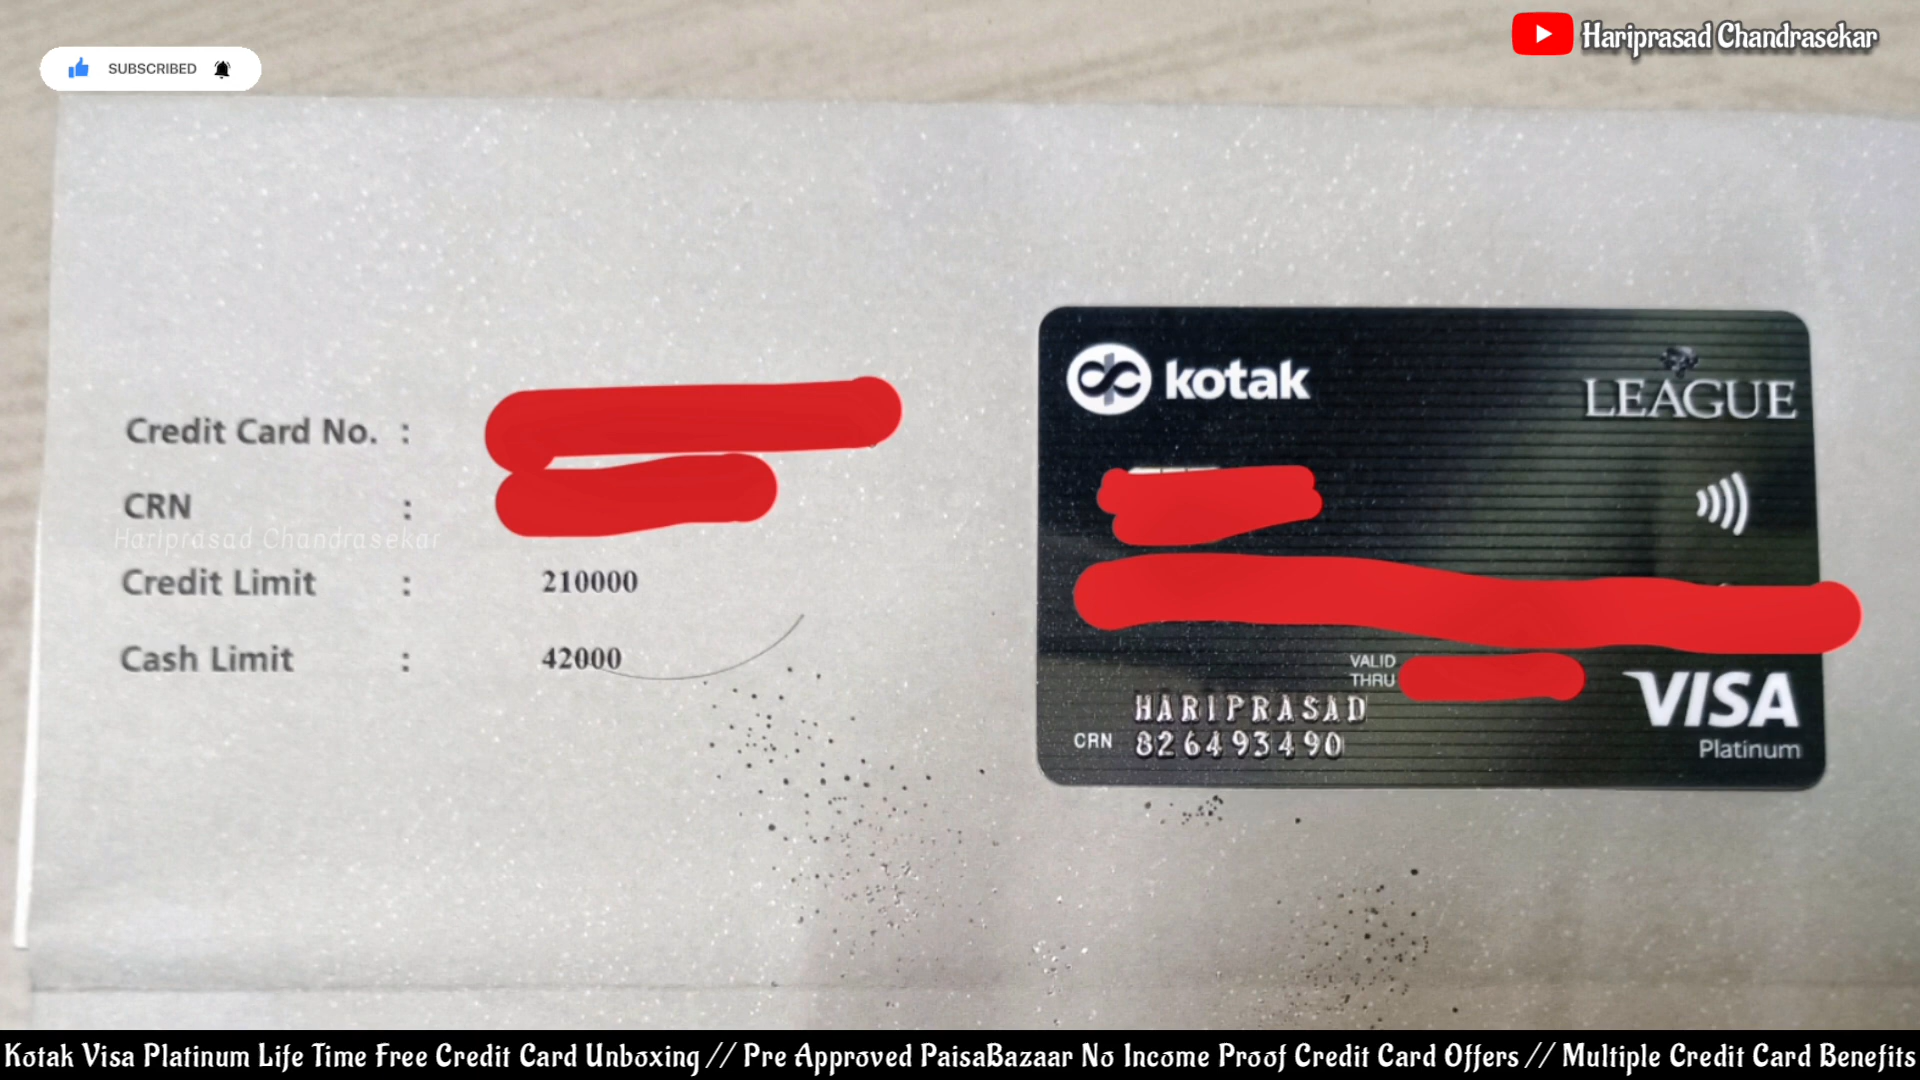 SUBSCRIBED
Hariprasad Chandrasekar
kotak
LEAGUE
Credit Card No. :
CRN :
Hariprasad Chandrasekar
Credit Limit : 210000
Cash Limit : 42000
VALID
THRU
HARIPRASAD
CRN 826493490
VISA
Platinum
Kotak Visa Platinum Life Time Free Credit Card Unboxing // Pre Approved PaisaBazaar No Income Proof Credit Card Offers // Multiple Credit Card Benefits